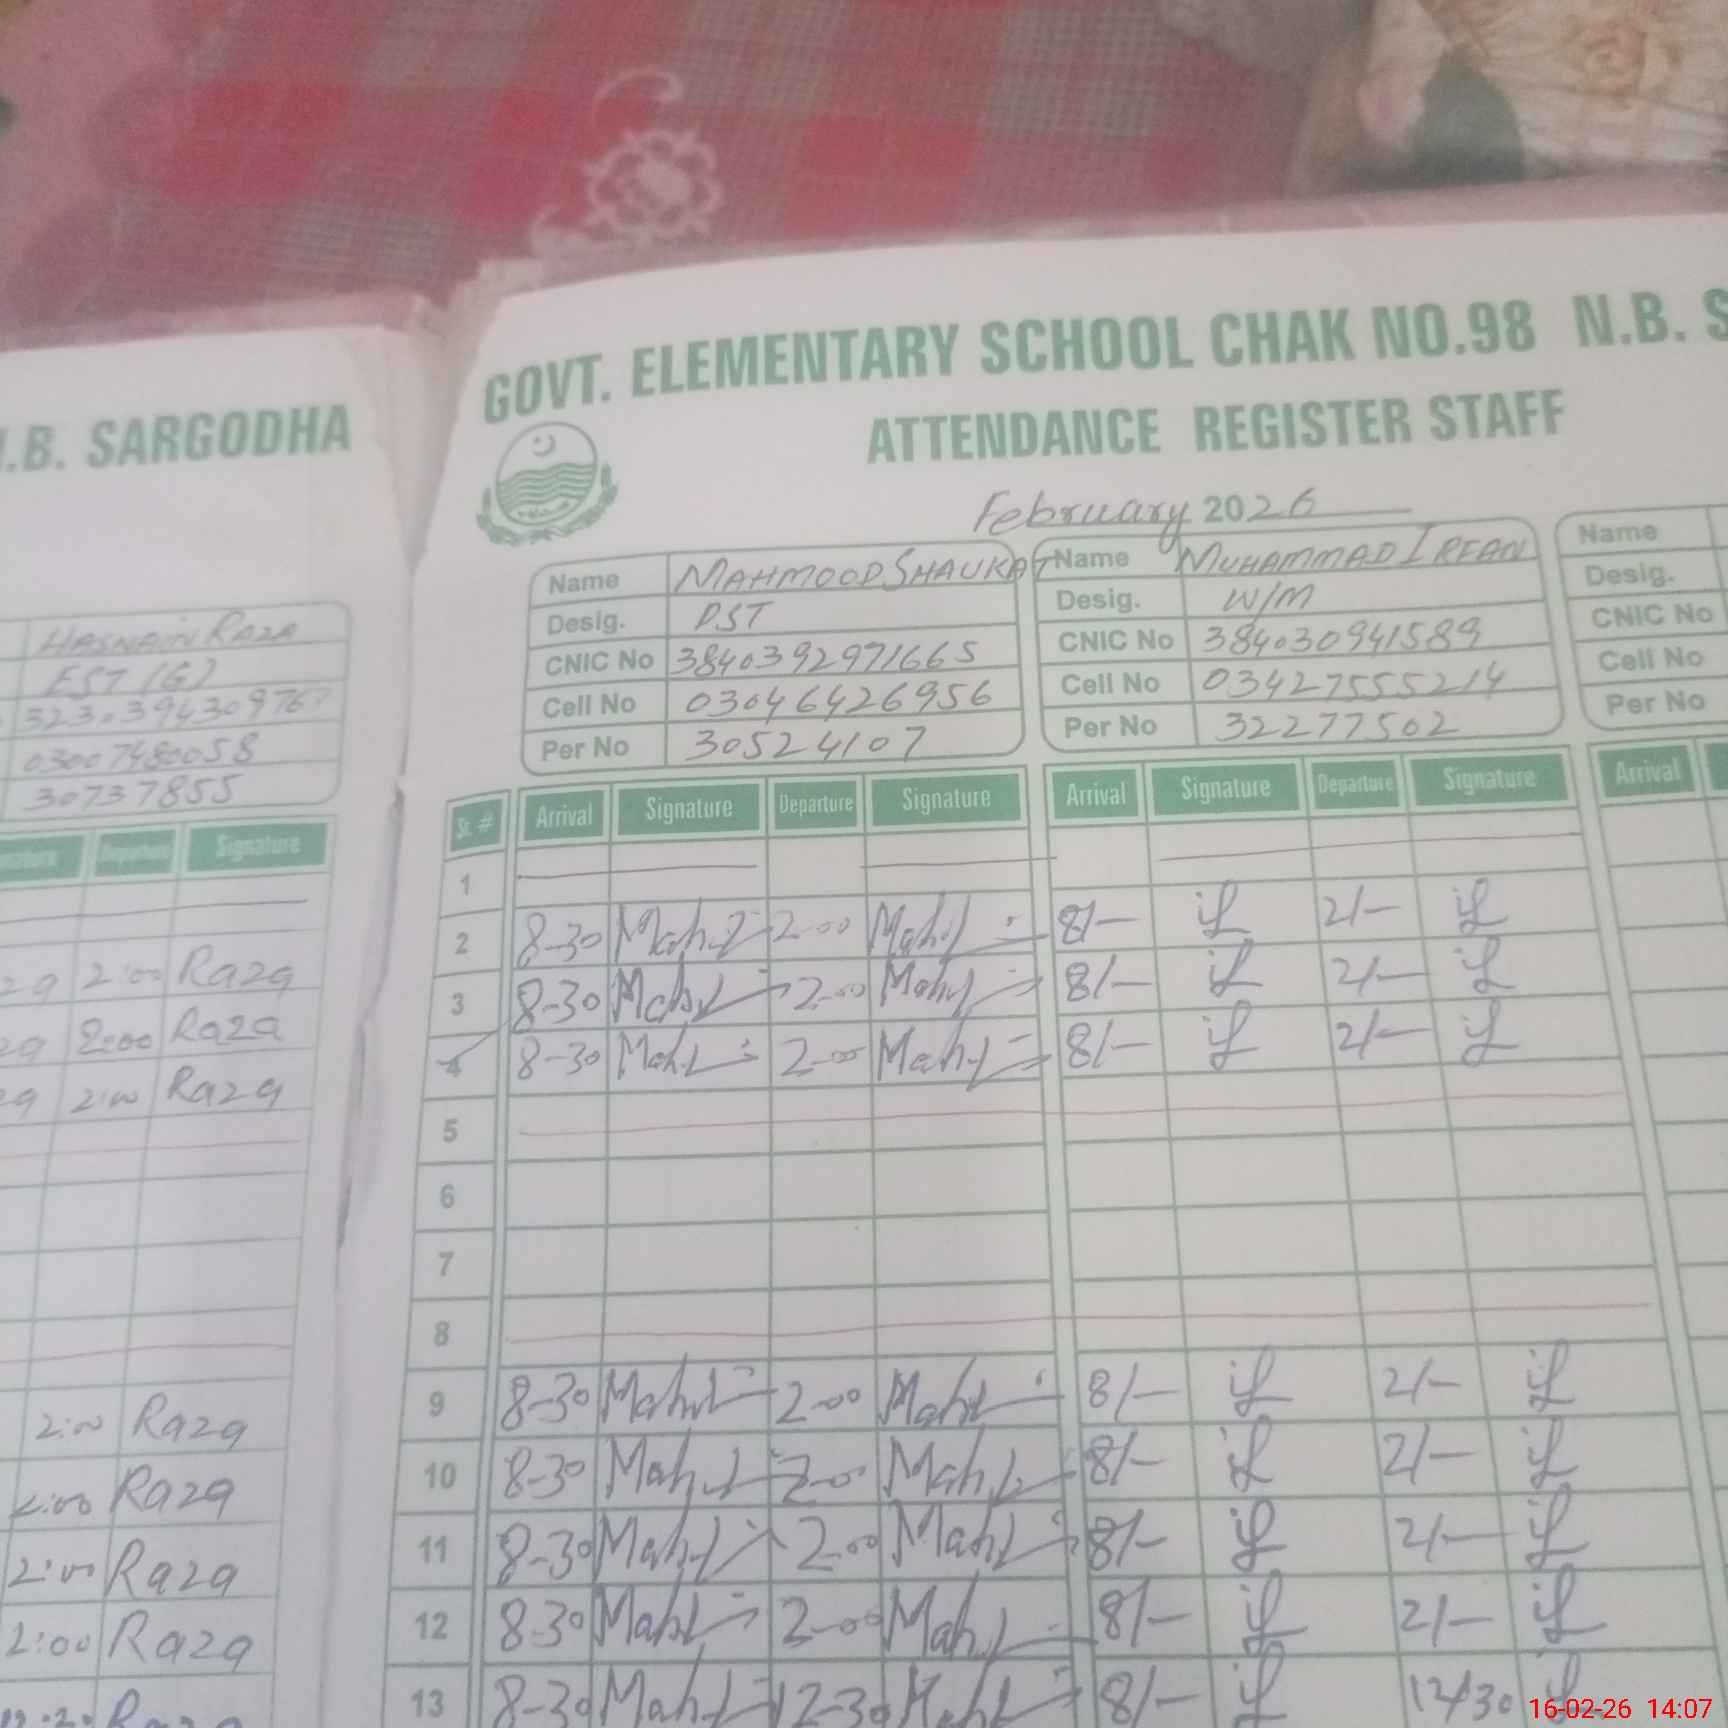 GOVT. ELEMENTARY SCHOOL CHAK NO.98 N.B. S
ATTENDANCE REGISTER STAFF
February 2026
.B. SARGODHA
HASNAIN RAZA
EST (G)
03007480058
30737855
Departure Signature
2:00 Raza
2:00 Raza
2:00 Raza
2:00 Raza
2:00 Raza
2:00 Raza
2:00 Raza
Name MAHMOOD SHAUKAT
Desig. PST
CNIC No 3840392971665
Cell No 03046426956
Per No 30524107
Name MUHAMMAD IRFAN
Desig. W/M
CNIC No 384030941589
Cell No 03427555214
Per No 32277502
Name
Desig.
CNIC No
Cell No
Per No
Sr. # Arrival Signature Departure Signature Arrival Signature Departure Signature Arrival
1
2 8-30 2-00 8/- 2/-
3 8-30 2-00 8/- 2/-
4 8-30 2-00 8/- 2/-
5
6
7
8
9 8-30 2-00 8/- 2/-
10 8-30 2-00 8/- 2/-
11 8-30 2-00 8/- 2/-
12 8-30 2-00 8/- 2/-
13 8-30 12-30 8/- 12/30
16-02-26 14:07